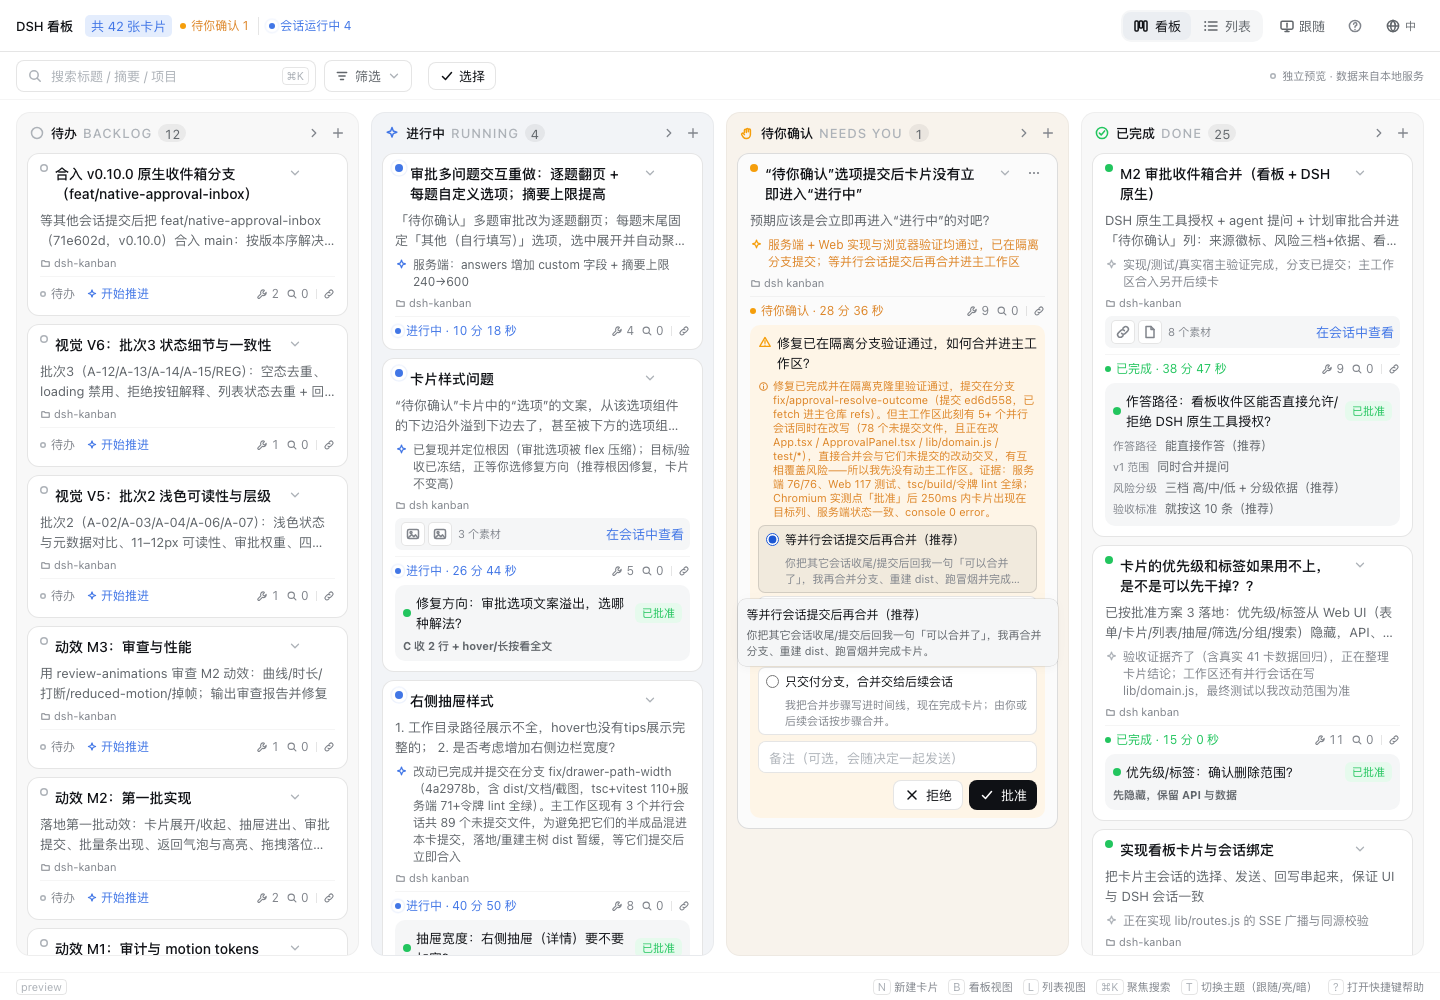 DSH 看板 共 42 张卡片 待你确认 1 会话运行中 4 看板 列表 跟随 中
搜索标题 / 摘要 / 项目 ⌘K 筛选 选择 独立预览 · 数据来自本地服务
待办 BACKLOG 12
合入 v0.10.0 原生收件箱分支
（feat/native-approval-inbox）
等其他会话提交后把 feat/native-approval-inbox
（71e602d，v0.10.0）合入 main：按版本序解决...
dsh-kanban
待办 开始推进 2 0
视觉 V6：批次3 状态细节与一致性
批次3（A-12/A-13/A-14/A-15/REG）：空态去重、
loading 禁用、拒绝按钮解释、列表状态去重 + 回...
dsh-kanban
待办 开始推进 1 0
视觉 V5：批次2 浅色可读性与层级
批次2（A-02/A-03/A-04/A-06/A-07）：浅色状态
与元数据对比、11–12px 可读性、审批权重、四...
dsh-kanban
待办 开始推进 1 0
动效 M3：审查与性能
用 review-animations 审查 M2 动效：曲线/时长/
打断/reduced-motion/掉帧；输出审查报告并修复
dsh-kanban
待办 开始推进 1 0
动效 M2：第一批实现
落地第一批动效：卡片展开/收起、抽屉进出、审批
提交、批量条出现、返回气泡与高亮、拖拽落位...
dsh-kanban
待办 开始推进 2 0
动效 M1：审计与 motion tokens
进行中 RUNNING 4
审批多问题交互重做：逐题翻页 +
每题自定义选项；摘要上限提高
「待你确认」多题审批改为逐题翻页；每题末尾固
定「其他（自行填写）」选项，选中展开并自动聚...
服务端：answers 增加 custom 字段 + 摘要上限
240→600
dsh-kanban
进行中 · 10 分 18 秒 4 0
卡片样式问题
“待你确认”卡片中的“选项”的文案，从该选项组件
的下边沿外溢到下边去了，甚至被下方的选项组...
已复现并定位根因（审批选项被 flex 压缩）；目标/验
收已冻结，正等你选修复方向（推荐根因修复，卡片
不变高）
dsh kanban
3 个素材 在会话中查看
进行中 · 26 分 44 秒 5 0
修复方向：审批选项文案溢出，选哪
种解法？ 已批准
C 收 2 行 + hover/长按看全文
右侧抽屉样式
1. 工作目录路径展示不全，hover也没有tips展示完
整的； 2. 是否考虑增加右侧边栏宽度？
改动已完成并提交在分支 fix/drawer-path-width
（4a2978b，含 dist/文档/截图，tsc+vitest 110+服
务端 71+令牌 lint 全绿）。主工作区现有 3 个并行会
话共 89 个未提交文件，为避免把它们的半成品混进
本卡提交，落地/重建主树 dist 暂缓，等它们提交后
立即合入
dsh kanban
进行中 · 40 分 50 秒 8 0
抽屉宽度：右侧抽屉（详情）要不要
已批准
待你确认 NEEDS YOU 1
“待你确认”选项提交后卡片没有立
即进入“进行中”
预期应该是会立即再进入“进行中”的对吧？
服务端 + Web 实现与浏览器验证均通过，已在隔离
分支提交；等并行会话提交后再合并进主工作区
dsh kanban
待你确认 · 28 分 36 秒 9 0
修复已在隔离分支验证通过，如何合并进主工
作区？
修复已完成并在隔离克隆里验证通过，提交在分支
fix/approval-resolve-outcome（提交 ed6d558，已
fetch 进主仓库 refs）。但主工作区此刻有 5+ 个并行
会话同时在改写（78 个未提交文件，且正在改
App.tsx / ApprovalPanel.tsx / lib/domain.js /
test/*），直接合并会与它们未提交的改动交叉，有互
相覆盖风险——所以我先没有动主工作区。证据：服务
端 76/76、Web 117 测试、tsc/build/令牌 lint 全绿；
Chromium 实测点「批准」后 250ms 内卡片出现在
目标列、服务端状态一致、console 0 error。
等并行会话提交后再合并（推荐）
你把其它会话收尾/提交后回我一句「可以合并
了」，我再合并分支、重建 dist、跑冒烟并完成...
等并行会话提交后再合并（推荐）
你把其它会话收尾/提交后回我一句「可以合并了」，我再合并
分支、重建 dist、跑冒烟并完成卡片。
只交付分支，合并交给后续会话
我把合并步骤写进时间线，现在完成卡片；由你或
后续会话按步骤合并。
备注（可选，会随决定一起发送）
拒绝 批准
已完成 DONE 25
M2 审批收件箱合并（看板 + DSH
原生）
DSH 原生工具授权 + agent 提问 + 计划审批合并进
「待你确认」列：来源徽标、风险三档+依据、看...
实现/测试/真实宿主验证完成，分支已提交；主工作
区合入另开后续卡
dsh-kanban
8 个素材 在会话中查看
已完成 · 38 分 47 秒 9 0
作答路径：看板收件区能否直接允许/
拒绝 DSH 原生工具授权？ 已批准
作答路径 能直接作答（推荐）
v1 范围 同时合并提问
风险分级 三档 高/中/低 + 分级依据（推荐）
验收标准 就按这 10 条（推荐）
卡片的优先级和标签如果用不上，
是不是可以先干掉？？
已按批准方案 3 落地：优先级/标签从 Web UI（表
单/卡片/列表/抽屉/筛选/分组/搜索）隐藏，API、...
验收证据齐了（含真实 41 卡数据回归），正在整理
卡片结论；工作区还有并行会话在写
lib/domain.js，最终测试以我改动范围为准
dsh kanban
已完成 · 15 分 0 秒 11 0
优先级/标签：确认删除范围？ 已批准
先隐藏，保留 API 与数据
实现看板卡片与会话绑定
把卡片主会话的选择、发送、回写串起来，保证 UI
与 DSH 会话一致
正在实现 lib/routes.js 的 SSE 广播与同源校验
dsh-kanban
preview N 新建卡片 B 看板视图 L 列表视图 ⌘K 聚焦搜索 T 切换主题（跟随/亮/暗） ? 打开快捷键帮助